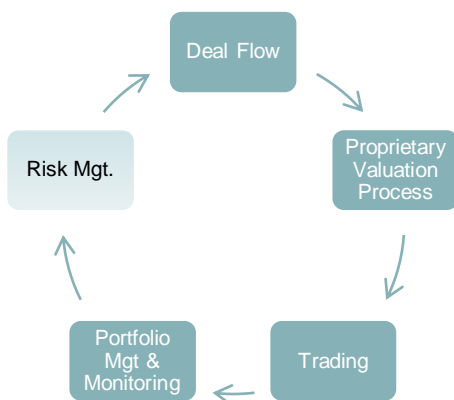 Deal Flow
Proprietary
Valuation
Process
Trading
Portfolio
Mgt &
Monitoring
Risk Mgt.